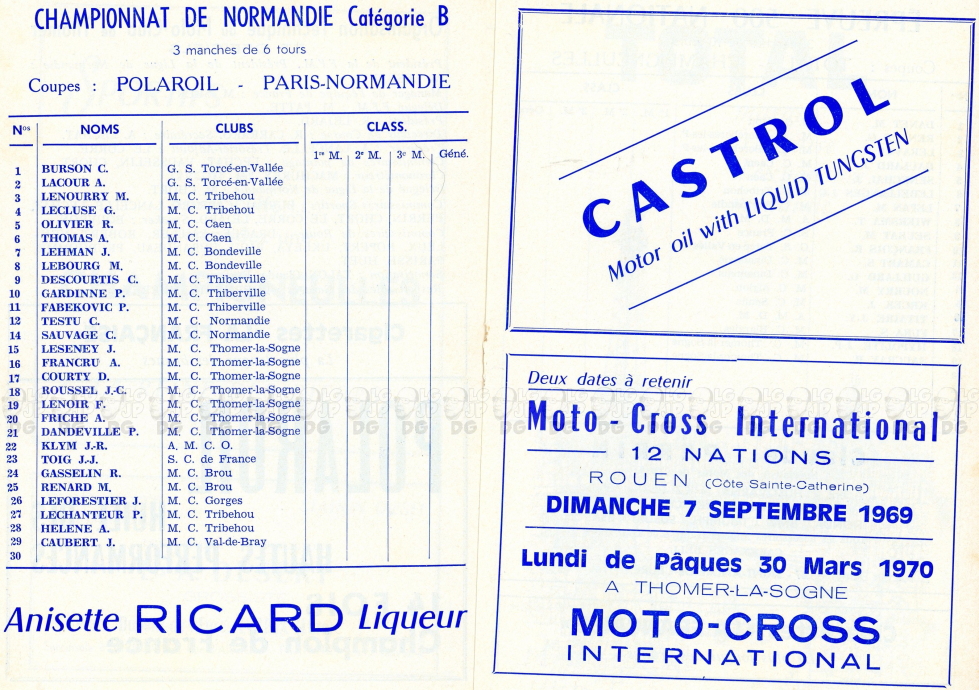 CHAMPIONNAT DE NORMANDIE Catégorie B
3 manches de 6 tours
Coupes : POLAROIL - PARIS-NORMANDIE
Nos NOMS CLUBS CLASS.
1re M. 2e M. 3e M. Géné.
1 BURSON C. G. S. Torcé-en-Vallée
2 LACOUR A. G. S. Torcé-en-Vallée
3 LENOURRY M. M. C. Tribehou
4 LECLUSE G. M. C. Tribehou
5 OLIVIER R. M. C. Caen
6 THOMAS A. M. C. Caen
7 LEHMAN J. M. C. Bondeville
8 LEBOURG M. M. C. Bondeville
9 DESCOURTIS C. M. C. Thiberville
10 GARDINNE P. M. C. Thiberville
11 FABEKOVIC P. M. C. Thiberville
12 TESTU C. M. C. Normandie
14 SAUVAGE C. M. C. Normandie
15 LESENEY J. M. C. Thomer-la-Sogne
16 FRANCRU A. M. C. Thomer-la-Sogne
17 COURTY D. M. C. Thomer-la-Sogne
18 ROUSSEL J.-C. M. C. Thomer-la-Sogne
19 LENOIR F. M. C. Thomer-la-Sogne
20 FRICHE A. M. C. Thomer-la-Sogne
21 DANDEVILLE P. M. C. Thomer-la-Sogne
22 KLYM J-R. A. M. C. O.
23 TOIG J.-J. S. C. de France
24 GASSELIN R. M. C. Brou
25 RENARD M. M. C. Brou
26 LEFORESTIER J. M. C. Gorges
27 LECHANTEUR P. M. C. Tribehou
28 HELENE A. M. C. Tribehou
29 CAUBERT J. M. C. Val-de-Bray
30
Anisette RICARD Liqueur
CASTROL
Motor oil with LIQUID TUNGSTEN
Deux dates à retenir
Moto-Cross International
12 NATIONS
ROUEN (Côte Sainte-Catherine)
DIMANCHE 7 SEPTEMBRE 1969
Lundi de Pâques 30 Mars 1970
A THOMER-LA-SOGNE
MOTO-CROSS
INTERNATIONAL